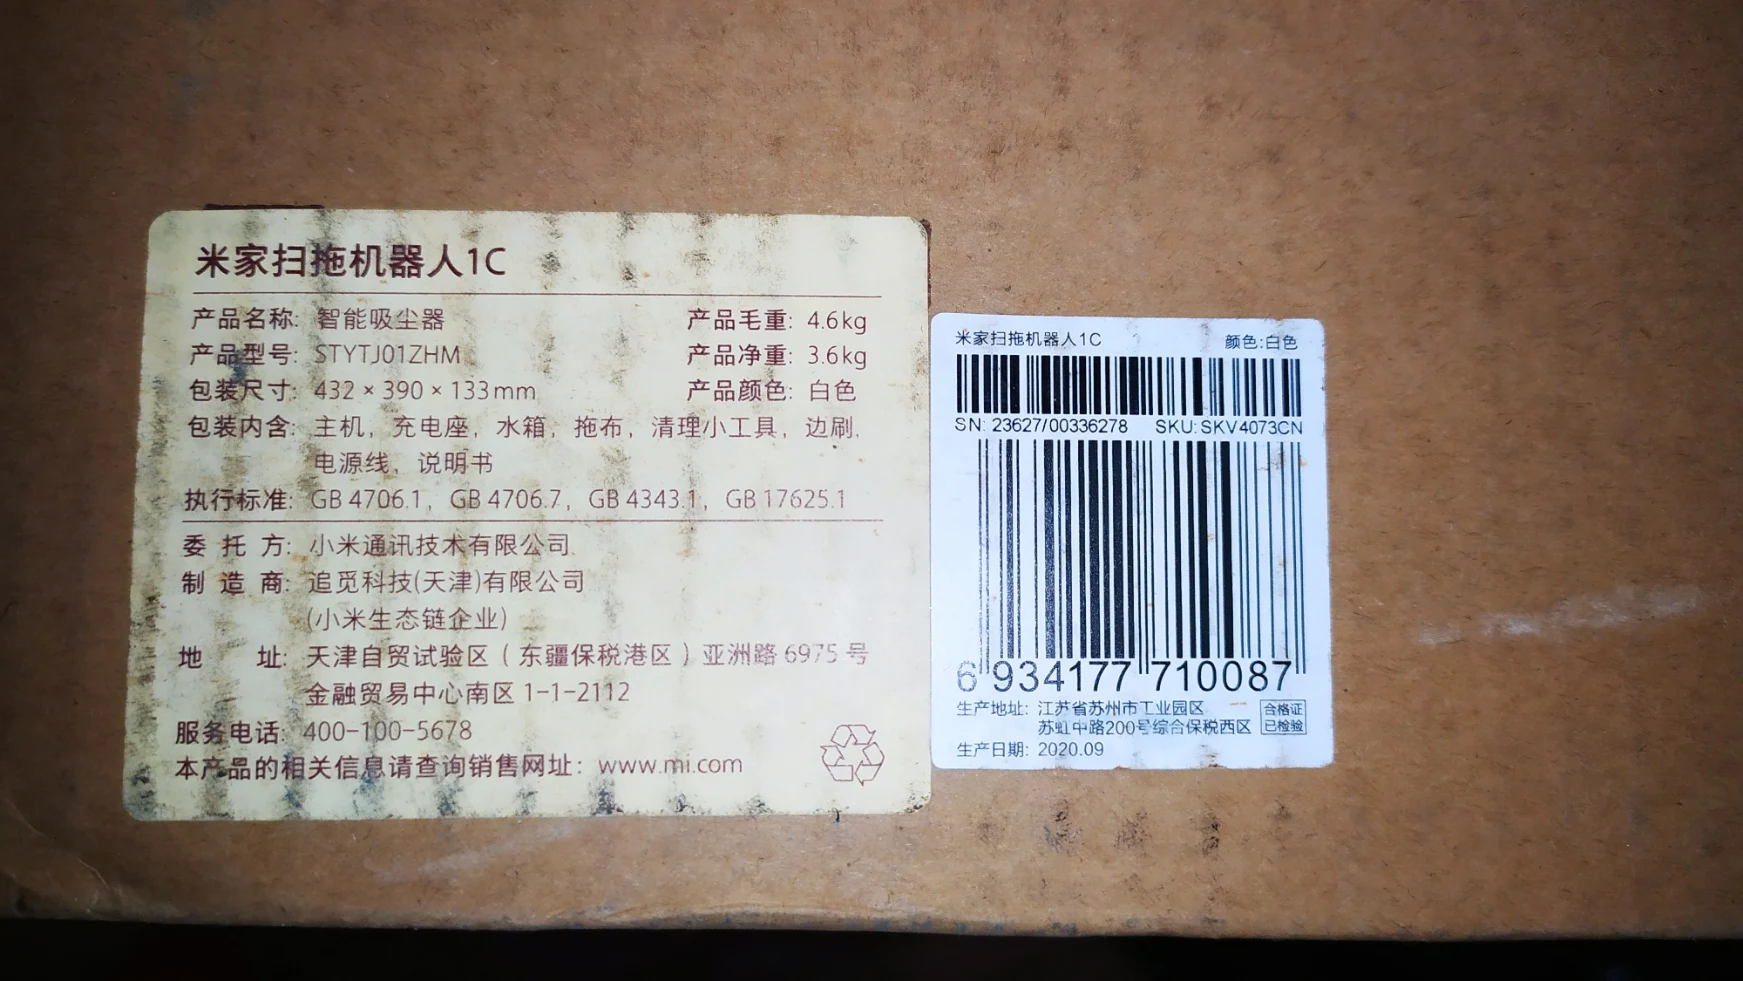 米家扫拖机器人1C
产品名称: 智能吸尘器
产品毛重: 4.6kg
产品型号: STYTJ01ZHM
产品净重: 3.6kg
包装尺寸: 432×390×133mm
产品颜色: 白色
包装内含: 主机, 充电座, 水箱, 拖布, 清理小工具, 边刷,
电源线, 说明书
执行标准: GB 4706.1, GB 4706.7, GB 4343.1, GB 17625.1
委托方: 小米通讯技术有限公司
制造商: 追觅科技(天津)有限公司
(小米生态链企业)
地址: 天津自贸试验区(东疆保税港区)亚洲路6975号
金融贸易中心南区1-1-2112
服务电话: 400-100-5678
本产品的相关信息请查询销售网址: www.mi.com
米家扫拖机器人1C
颜色:白色
SN: 23627/00336278 SKU: SKV4073CN
6 934177 710087
生产地址: 江苏省苏州市工业园区
苏虹中路200号综合保税西区
合格证
已检验
生产日期: 2020.09